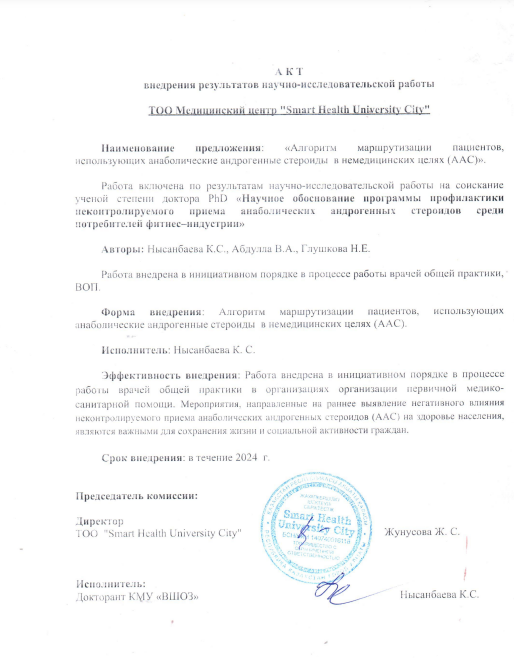 А К Т
внедрения результатов научно-исследовательской работы
ТОО Медицинский центр "Smart Health University City"
Наименование предложения: «Алгоритм маршрутизации пациентов,
использующих анаболические андрогенные стероиды в немедицинских целях (ААС)».
Работа включена по результатам научно-исследовательской работы на соискание
ученой степени доктора PhD «Научное обоснование программы профилактики
неконтролируемого приема анаболических андрогенных стероидов среди
потребителей фитнес–индустрии»
Авторы: Нысанбаева К.С., Абдулла В.А., Глушкова Н.Е.
Работа внедрена в инициативном порядке в процессе работы врачей общей практики,
ВОП.
Форма внедрения: Алгоритм маршрутизации пациентов, использующих
анаболические андрогенные стероиды в немедицинских целях (ААС).
Исполнитель: Нысанбаева К. С.
Эффективность внедрения: Работа внедрена в инициативном порядке в процессе
работы врачей общей практики в организациях организации первичной медико-
санитарной помощи. Мероприятия, направленные на раннее выявление негативного влияния
неконтролируемого приема анаболических андрогенных стероидов (ААС) на здоровье населения,
являются важными для сохранения жизни и социальной активности граждан.
Срок внедрения: в течение 2024 г.
Председатель комиссии:
Директор
ТОО "Smart Health University City"
Smart Health
University City
Жунусова Ж. С.
Исполнитель:
Докторант КМУ «ВШОЗ»
Нысанбаева К.С.